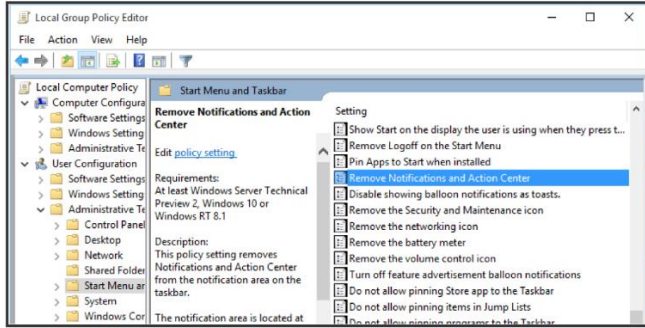 Local Group Policy Editor
File Action View Help
Local Computer Policy
Computer Configura
Software Settings
Windows Setting
Administrative Te
User Configuration
Software Settings
Windows Setting
Administrative Te
Control Panel
Desktop
Network
Shared Folder
Start Menu ar
System
Windows Cor
Start Menu and Taskbar
Remove Notifications and Action
Center
Edit policy setting
Requirements:
At least Windows Server Technical
Preview 2, Windows 10 or
Windows RT 8.1
Description:
This policy setting removes
Notifications and Action Center
from the notification area on the
taskbar.
The notification area is located at
Setting
Show Start on the display the user is using when they press t...
Remove Logoff on the Start Menu
Pin Apps to Start when installed
Remove Notifications and Action Center
Disable showing balloon notifications as toasts.
Remove the Security and Maintenance icon
Remove the networking icon
Remove the battery meter
Remove the volume control icon
Turn off feature advertisement balloon notifications
Do not allow pinning Store app to the Taskbar
Do not allow pinning items in Jump Lists
Do not allow pinning programs to the Taskbar